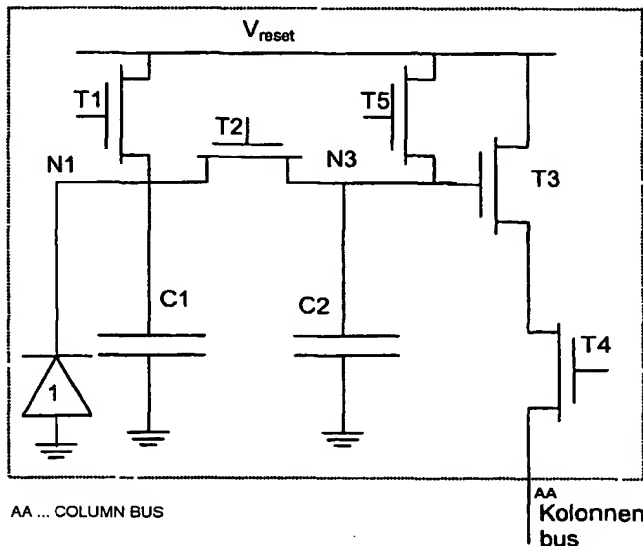 Vreset
T1
T5
T2
N1
N3
T3
C1
C2
T4
1
AA ... COLUMN BUS
AA
Kolonnen
bus